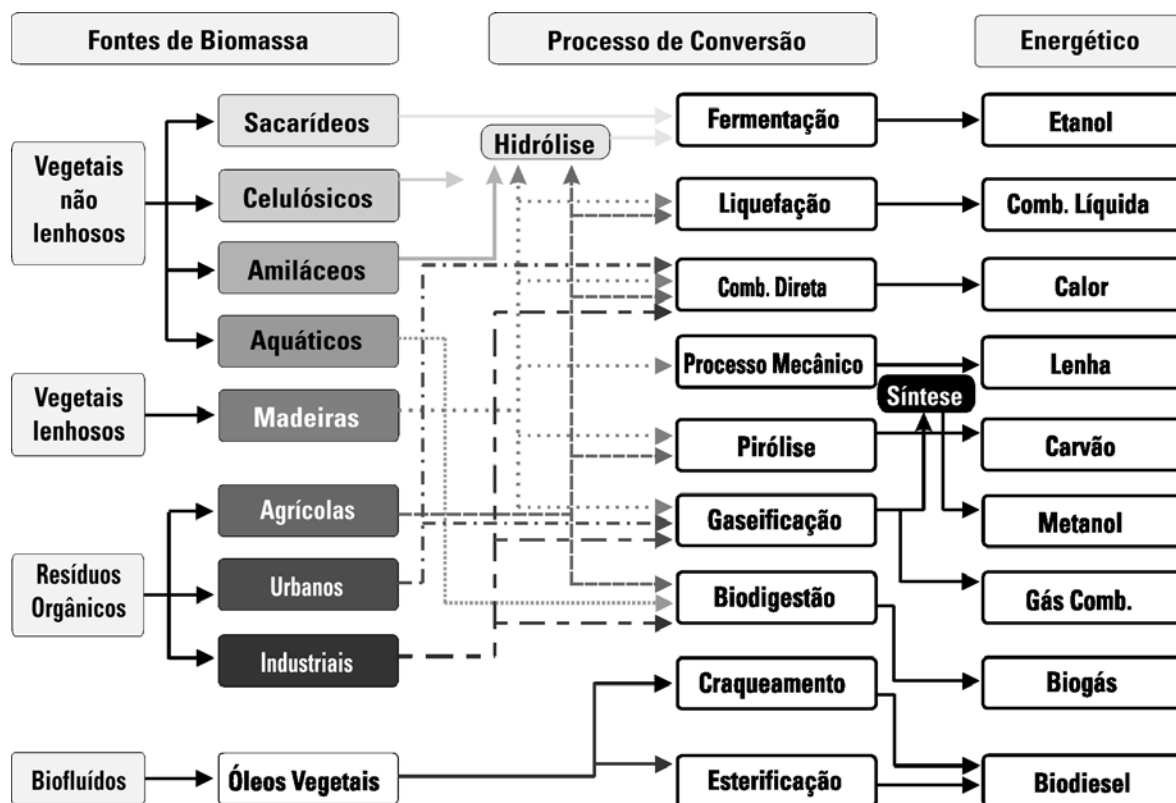 Fontes de Biomassa
Processo de Conversão
Energético
Vegetais
não
lenhosos
Sacarídeos
Celulósicos
Amiláceos
Aquáticos
Vegetais
lenhosos
Madeiras
Resíduos
Orgânicos
Agrícolas
Urbanos
Industriais
Biofluídos
Óleos Vegetais
Hidrólise
Fermentação
Liquefação
Comb. Direta
Processo Mecânico
Pirólise
Gaseificação
Biodigestão
Craqueamento
Esterificação
Síntese
Etanol
Comb. Líquida
Calor
Lenha
Carvão
Metanol
Gás Comb.
Biogás
Biodiesel